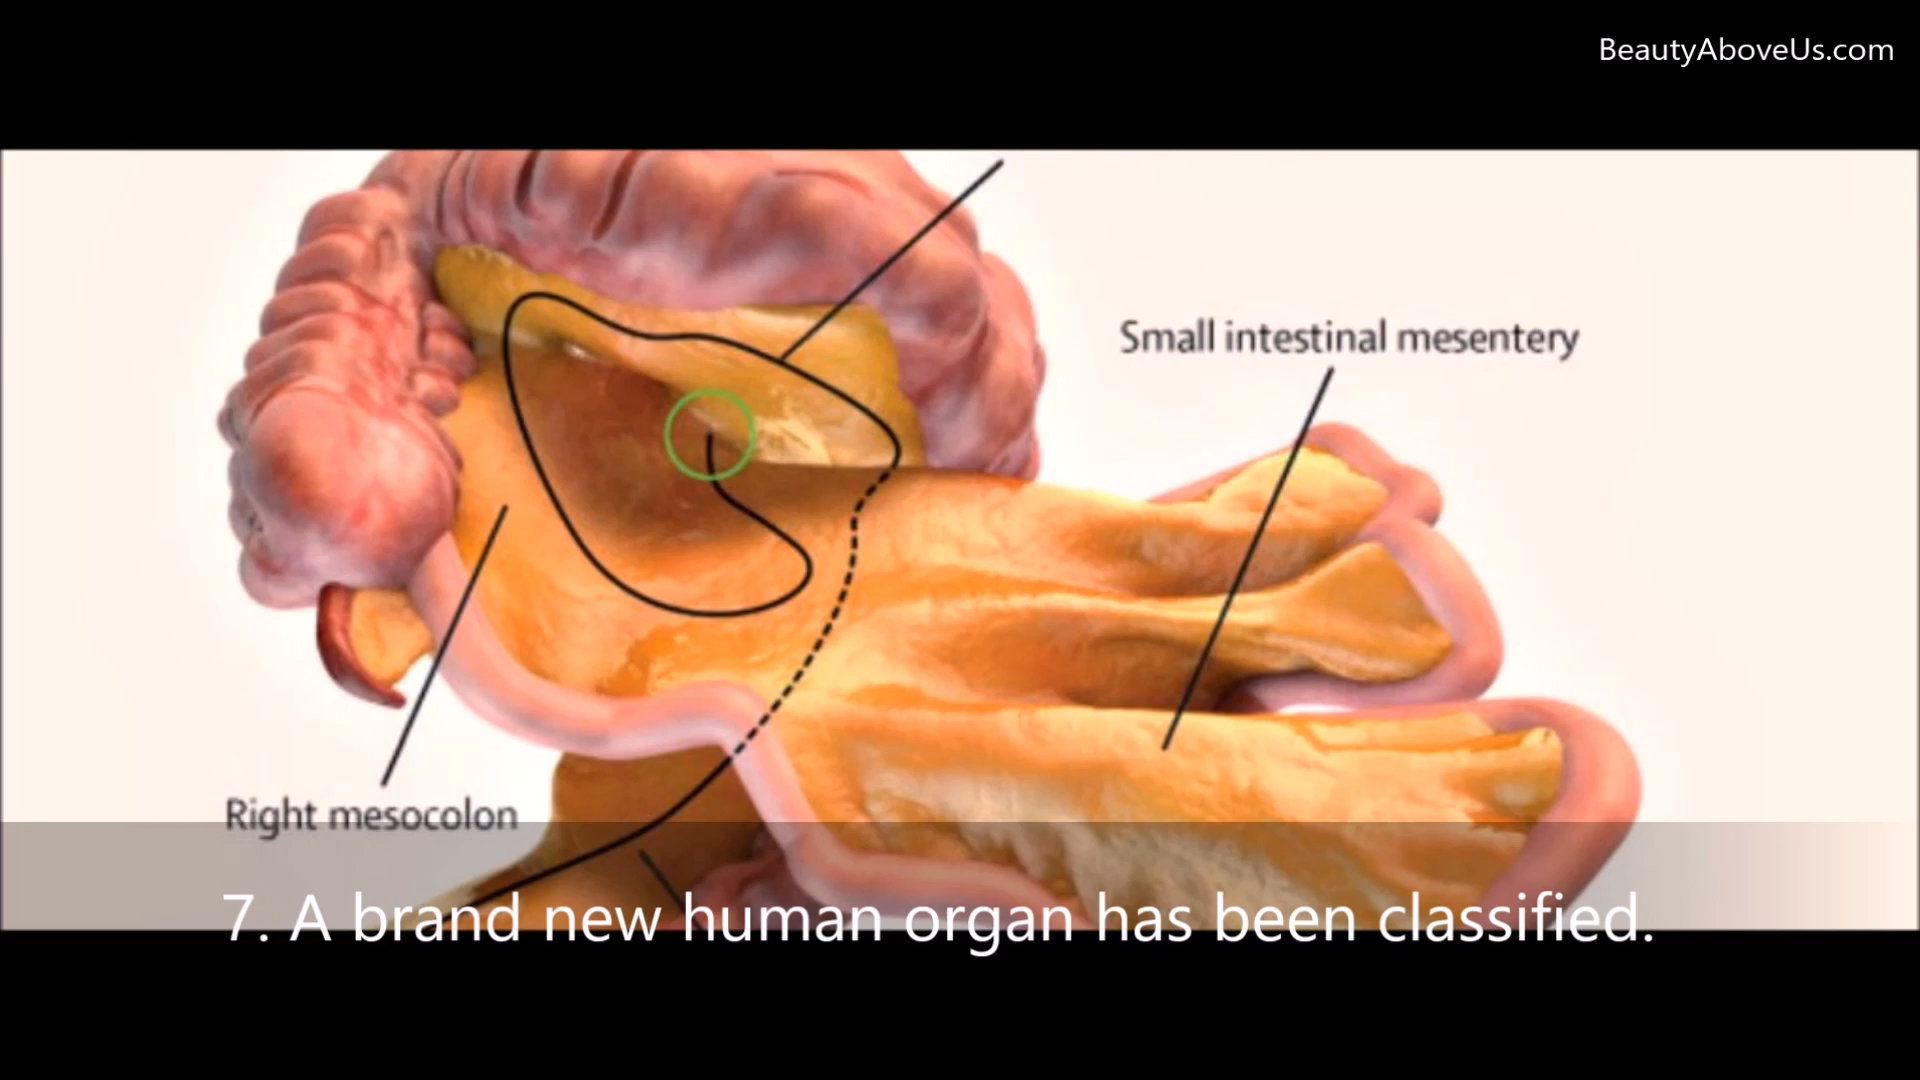 BeautyAboveUs.com
Small intestinal mesentery
Right mesocolon
7. A brand new human organ has been classified.